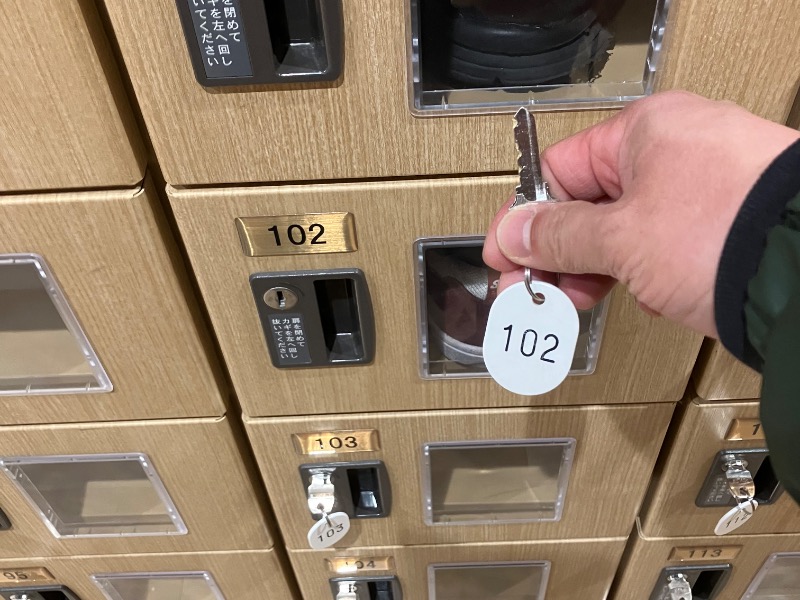 を閉めて
キを左へ回し
いてください
102
扉を閉めて
カギを左へ回し
抜いてください
102
103
103
104
95
113